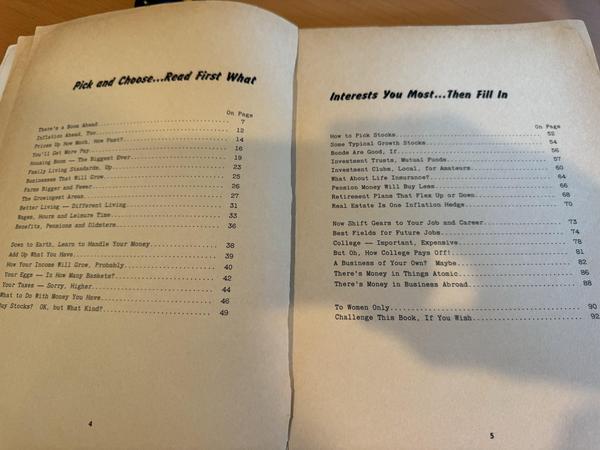 Pick and Choose...Read First What
On Page
There's a Boom Ahead 7
Inflation Ahead, Too 12
Prices Up How Much, How Fast? 14
You'll Get More Pay 16
Housing Boom — The Biggest Ever 19
Family Living Standards, Up 23
Businesses That Will Grow 25
Farms Bigger and Fewer 26
The Growingest Areas 27
Better Living — Different Living 31
Wages, Hours and Leisure Time 33
Benefits, Pensions and Oldsters 36
Down to Earth, Learn to Handle Your Money 38
Add Up What You Have 39
How Your Income Will Grow, Probably 40
Your Eggs — In How Many Baskets? 42
Your Taxes — Sorry, Higher 44
What to Do With Money You Have 46
Buy Stocks? OK, but What Kind? 49
4
Interests You Most...Then Fill In
On Page
How to Pick Stocks 52
Some Typical Growth Stocks 54
Bonds Are Good, If 56
Investment Trusts, Mutual Funds 57
Investment Clubs, Local, for Amateurs 60
What About Life Insurance? 64
Pension Money Will Buy Less 66
Retirement Plans That Flex Up or Down 68
Real Estate Is One Inflation Hedge 70
Now Shift Gears to Your Job and Career 73
Best Fields for Future Jobs 74
College — Important, Expensive 78
But Oh, How College Pays Off! 81
A Business of Your Own? Maybe 82
There's Money in Things Atomic 86
There's Money in Business Abroad 88
To Women Only 90
Challenge This Book, If You Wish 92
5